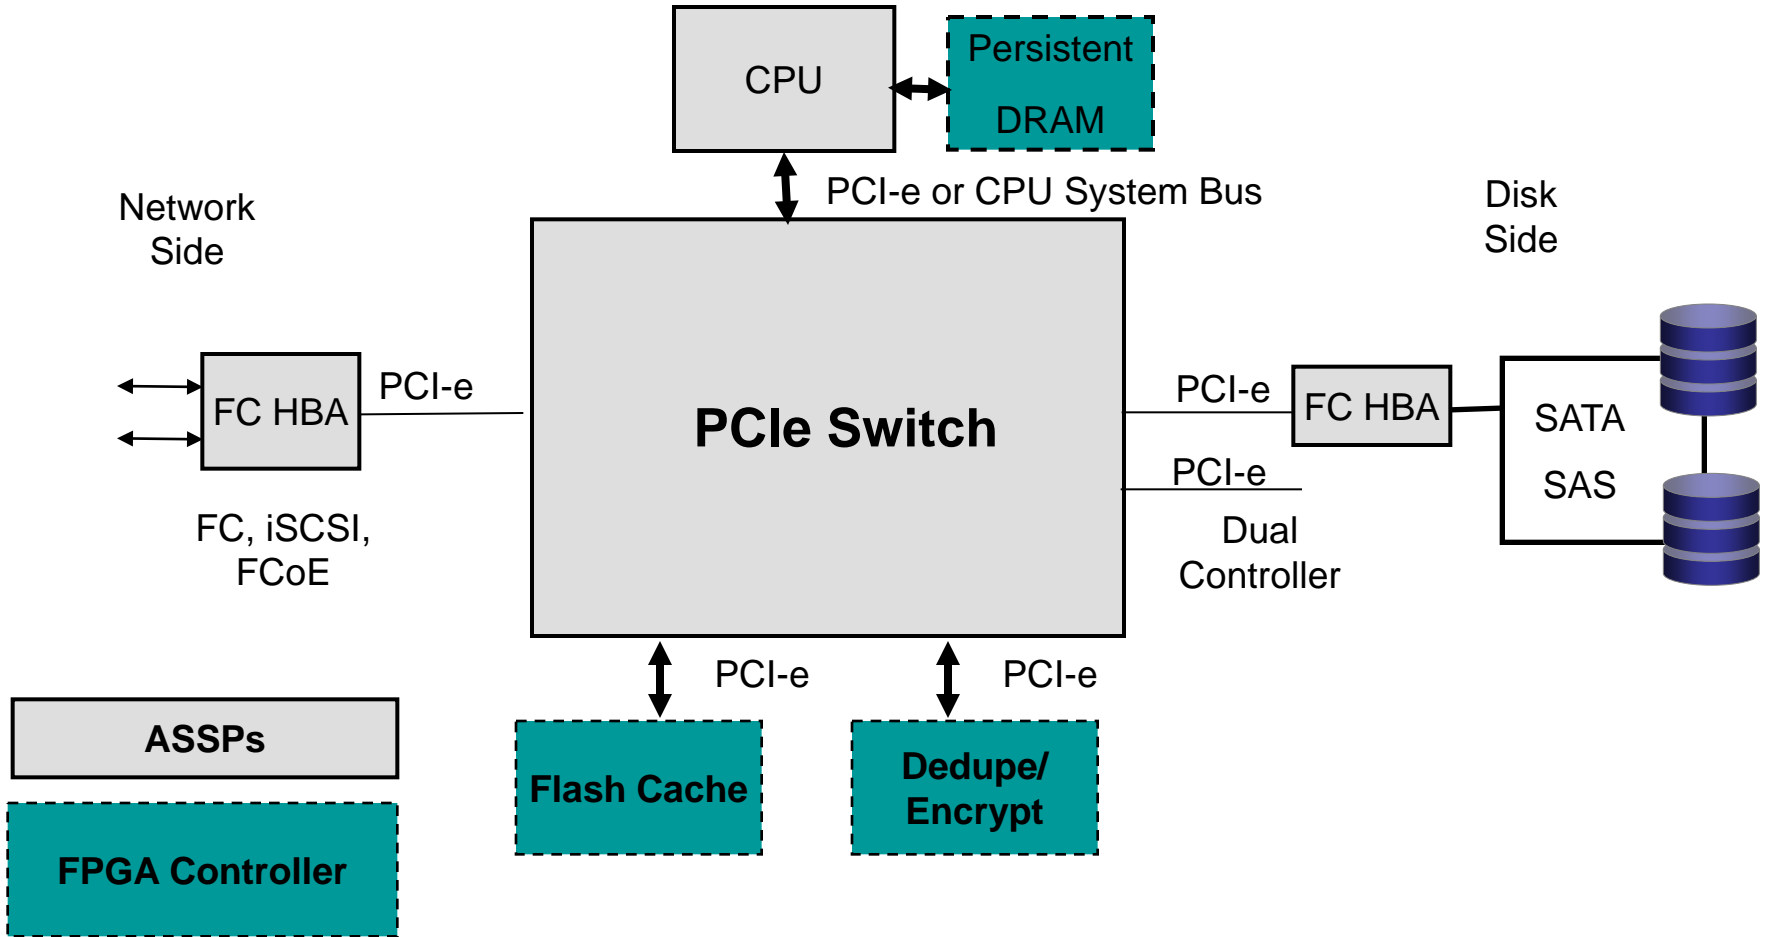 CPU
Persistent
DRAM
PCI-e or CPU System Bus
Network
Side
Disk
Side
FC HBA
PCI-e
PCIe Switch
PCI-e
FC HBA
SATA
SAS
PCI-e
Dual
Controller
FC, iSCSI,
FCoE
PCI-e
PCI-e
ASSPs
Flash Cache
Dedupe/
Encrypt
FPGA Controller